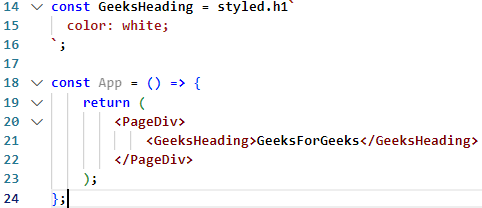 14 const GeeksHeading = styled.h1`
15   color: white;
16 `;
17
18 const App = () => {
19     return (
20         <PageDiv>
21             <GeeksHeading>GeeksForGeeks</GeeksHeading>
22         </PageDiv>
23     );
24 };